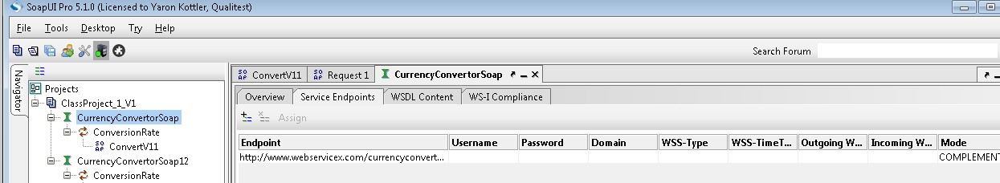 SoapUI Pro 5.1.0 (Licensed to Yaron Kottler, Qualitest)
File Tools Desktop Try Help
Search Forum
Navigator
Projects
ClassProject_1_V1
CurrencyConvertorSoap
ConversionRate
ConvertV11
CurrencyConvertorSoap12
ConversionRate
ConvertV11 Request 1 CurrencyConvertorSoap
Overview Service Endpoints WSDL Content WS-I Compliance
Assign
Endpoint Username Password Domain WSS-Type WSS-TimeT... Outgoing W... Incoming W... Mode
http://www.webservicex.com/currencyconvert... COMPLEMENT